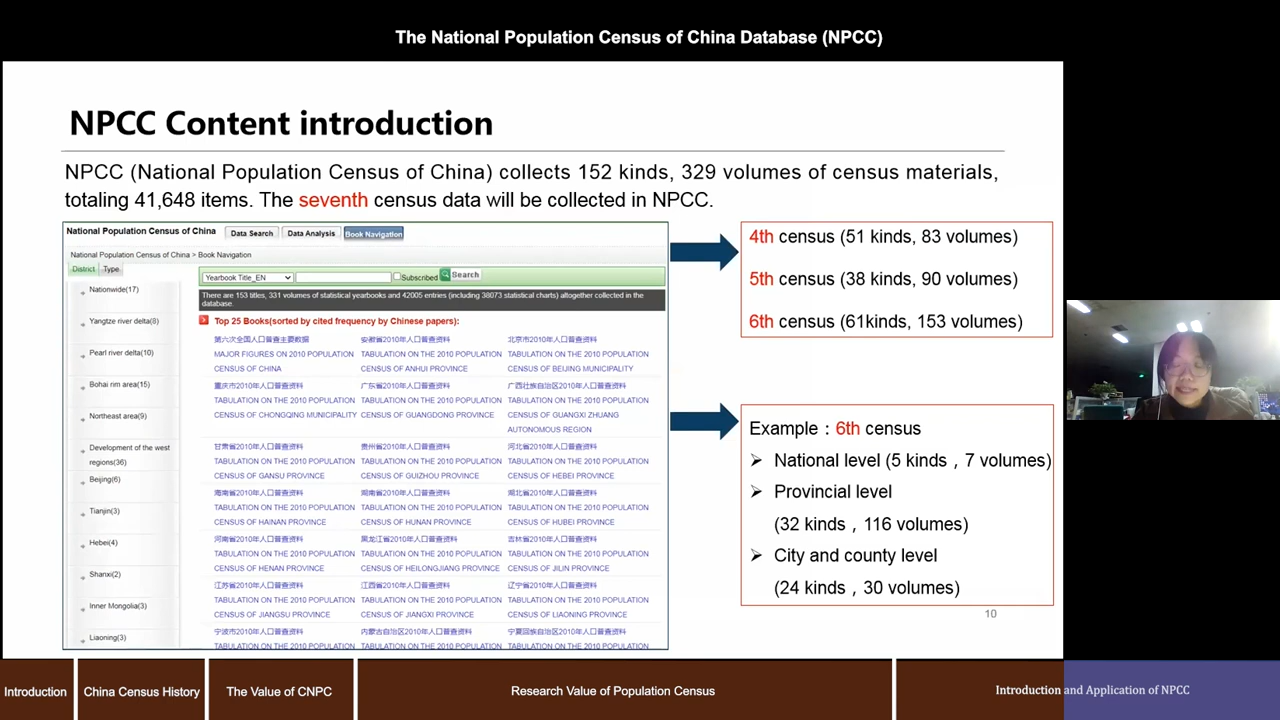 The National Population Census of China Database (NPCC)
NPCC Content introduction
NPCC (National Population Census of China) collects 152 kinds, 329 volumes of census materials,
totaling 41,648 items. The seventh census data will be collected in NPCC.
National Population Census of China
Data Search
Data Analysis
Book Navigation
National Population Census of China > Book Navigation
District
Type
Yearbook Title_EN
Subscribed
Search
There are 153 titles, 331 volumes of statistical yearbooks and 42005 entries (including 38073 statistical charts) altogether collected in the
database.
Nationwide(17)
Yangtze river delta(8)
Pearl river delta(10)
Bohai rim area(15)
Northeast area(9)
Development of the west
regions(36)
Beijing(6)
Tianjin(3)
Hebei(4)
Shanxi(2)
Inner Mongolia(3)
Liaoning(3)
Top 25 Books(sorted by cited frequency by Chinese papers):
第六次全国人口普查主要数据
安徽省2010年人口普查资料
北京市2010年人口普查资料
MAJOR FIGURES ON 2010 POPULATION
TABULATION ON THE 2010 POPULATION
TABULATION ON THE 2010 POPULATION
CENSUS OF CHINA
CENSUS OF ANHUI PROVINCE
CENSUS OF BEIJING MUNICIPALITY
重庆市2010年人口普查资料
广东省2010年人口普查资料
广西壮族自治区2010年人口普查资料
TABULATION ON THE 2010 POPULATION
TABULATION ON THE 2010 POPULATION
TABULATION ON THE 2010 POPULATION
CENSUS OF CHONGQING MUNICIPALITY
CENSUS OF GUANGDONG PROVINCE
CENSUS OF GUANGXI ZHUANG
AUTONOMOUS REGION
甘肃省2010年人口普查资料
贵州省2010年人口普查资料
河北省2010年人口普查资料
TABULATION ON THE 2010 POPULATION
TABULATION ON THE 2010 POPULATION
TABULATION ON THE 2010 POPULATION
CENSUS OF GANSU PROVINCE
CENSUS OF GUIZHOU PROVINCE
CENSUS OF HEBEI PROVINCE
海南省2010年人口普查资料
湖南省2010年人口普查资料
湖北省2010年人口普查资料
TABULATION ON THE 2010 POPULATION
TABULATION ON THE 2010 POPULATION
TABULATION ON THE 2010 POPULATION
CENSUS OF HAINAN PROVINCE
CENSUS OF HUNAN PROVINCE
CENSUS OF HUBEI PROVINCE
河南省2010年人口普查资料
黑龙江省2010年人口普查资料
吉林省2010年人口普查资料
TABULATION ON THE 2010 POPULATION
TABULATION ON THE 2010 POPULATION
TABULATION ON THE 2010 POPULATION
CENSUS OF HENAN PROVINCE
CENSUS OF HEILONGJIANG PROVINCE
CENSUS OF JILIN PROVINCE
江苏省2010年人口普查资料
江西省2010年人口普查资料
辽宁省2010年人口普查资料
TABULATION ON THE 2010 POPULATION
TABULATION ON THE 2010 POPULATION
TABULATION ON THE 2010 POPULATION
CENSUS OF JIANGSU PROVINCE
CENSUS OF JIANGXI PROVINCE
CENSUS OF LIAONING PROVINCE
宁波市2010年人口普查资料
内蒙古自治区2010年人口普查资料
宁夏回族自治区2010年人口普查资料
TABULATION ON THE 2010 POPULATION
TABULATION ON THE 2010 POPULATION
TABULATION ON THE 2010 POPULATION
4th census (51 kinds, 83 volumes)
5th census (38 kinds, 90 volumes)
6th census (61kinds, 153 volumes)
Example：6th census
National level (5 kinds，7 volumes)
Provincial level
(32 kinds，116 volumes)
City and county level
(24 kinds，30 volumes)
10
Introduction
China Census History
The Value of CNPC
Research Value of Population Census
Introduction and Application of NPCC